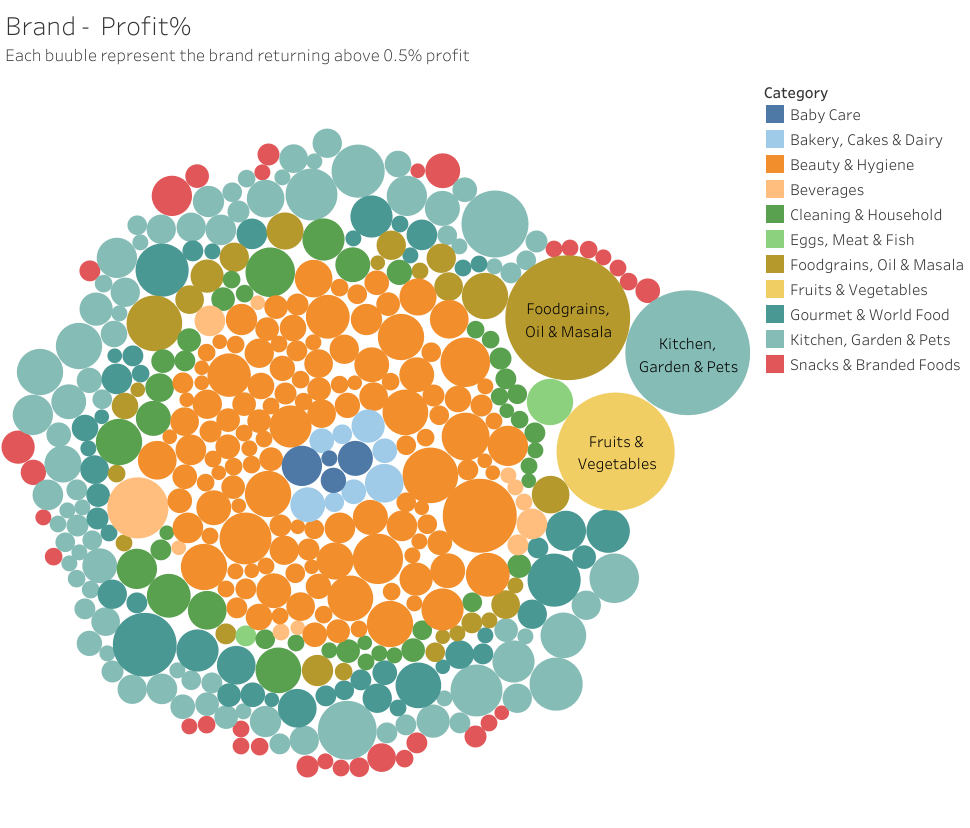 Brand -  Profit%
Each buuble represent the brand returning above 0.5% profit
Category
Baby Care
Bakery, Cakes & Dairy
Beauty & Hygiene
Beverages
Cleaning & Household
Eggs, Meat & Fish
Foodgrains, Oil & Masala
Fruits & Vegetables
Gourmet & World Food
Kitchen, Garden & Pets
Snacks & Branded Foods
Foodgrains,
Oil & Masala
Kitchen,
Garden & Pets
Fruits &
Vegetables